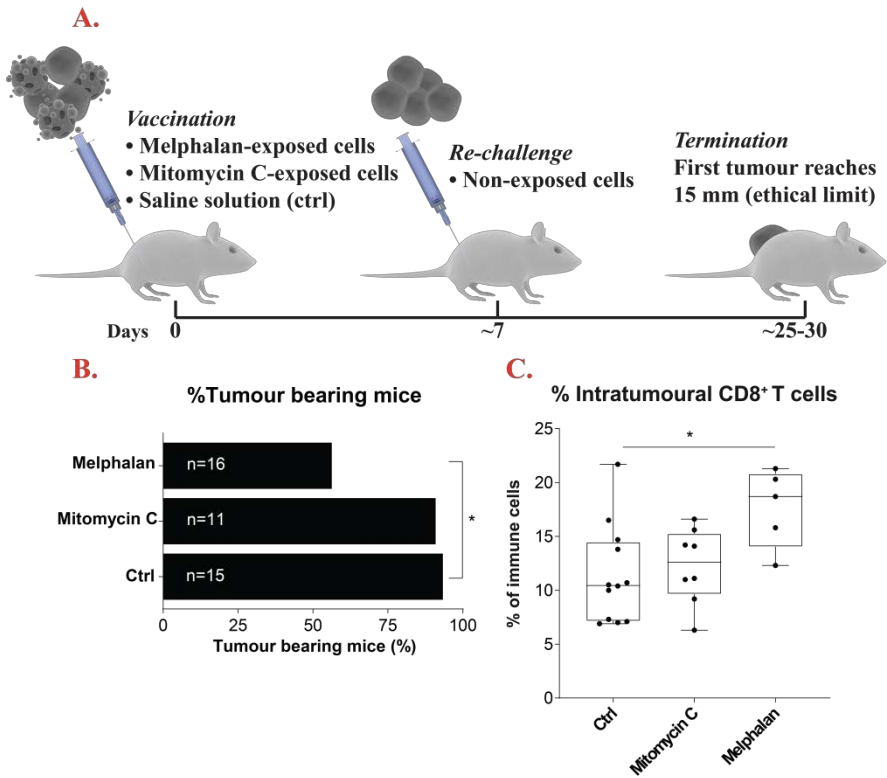 A.
Vaccination
• Melphalan-exposed cells
• Mitomycin C-exposed cells
• Saline solution (ctrl)
Re-challenge
• Non-exposed cells
Termination
First tumour reaches
15 mm (ethical limit)
Days 0 ~7 ~25-30
B.
%Tumour bearing mice
Melphalan n=16
Mitomycin C n=11
*
Ctrl n=15
0 25 50 75 100
Tumour bearing mice (%)
C.
% Intratumoural CD8+ T cells
*
% of immune cells
25
20
15
10
5
0
Ctrl
Mitomycin C
Melphalan